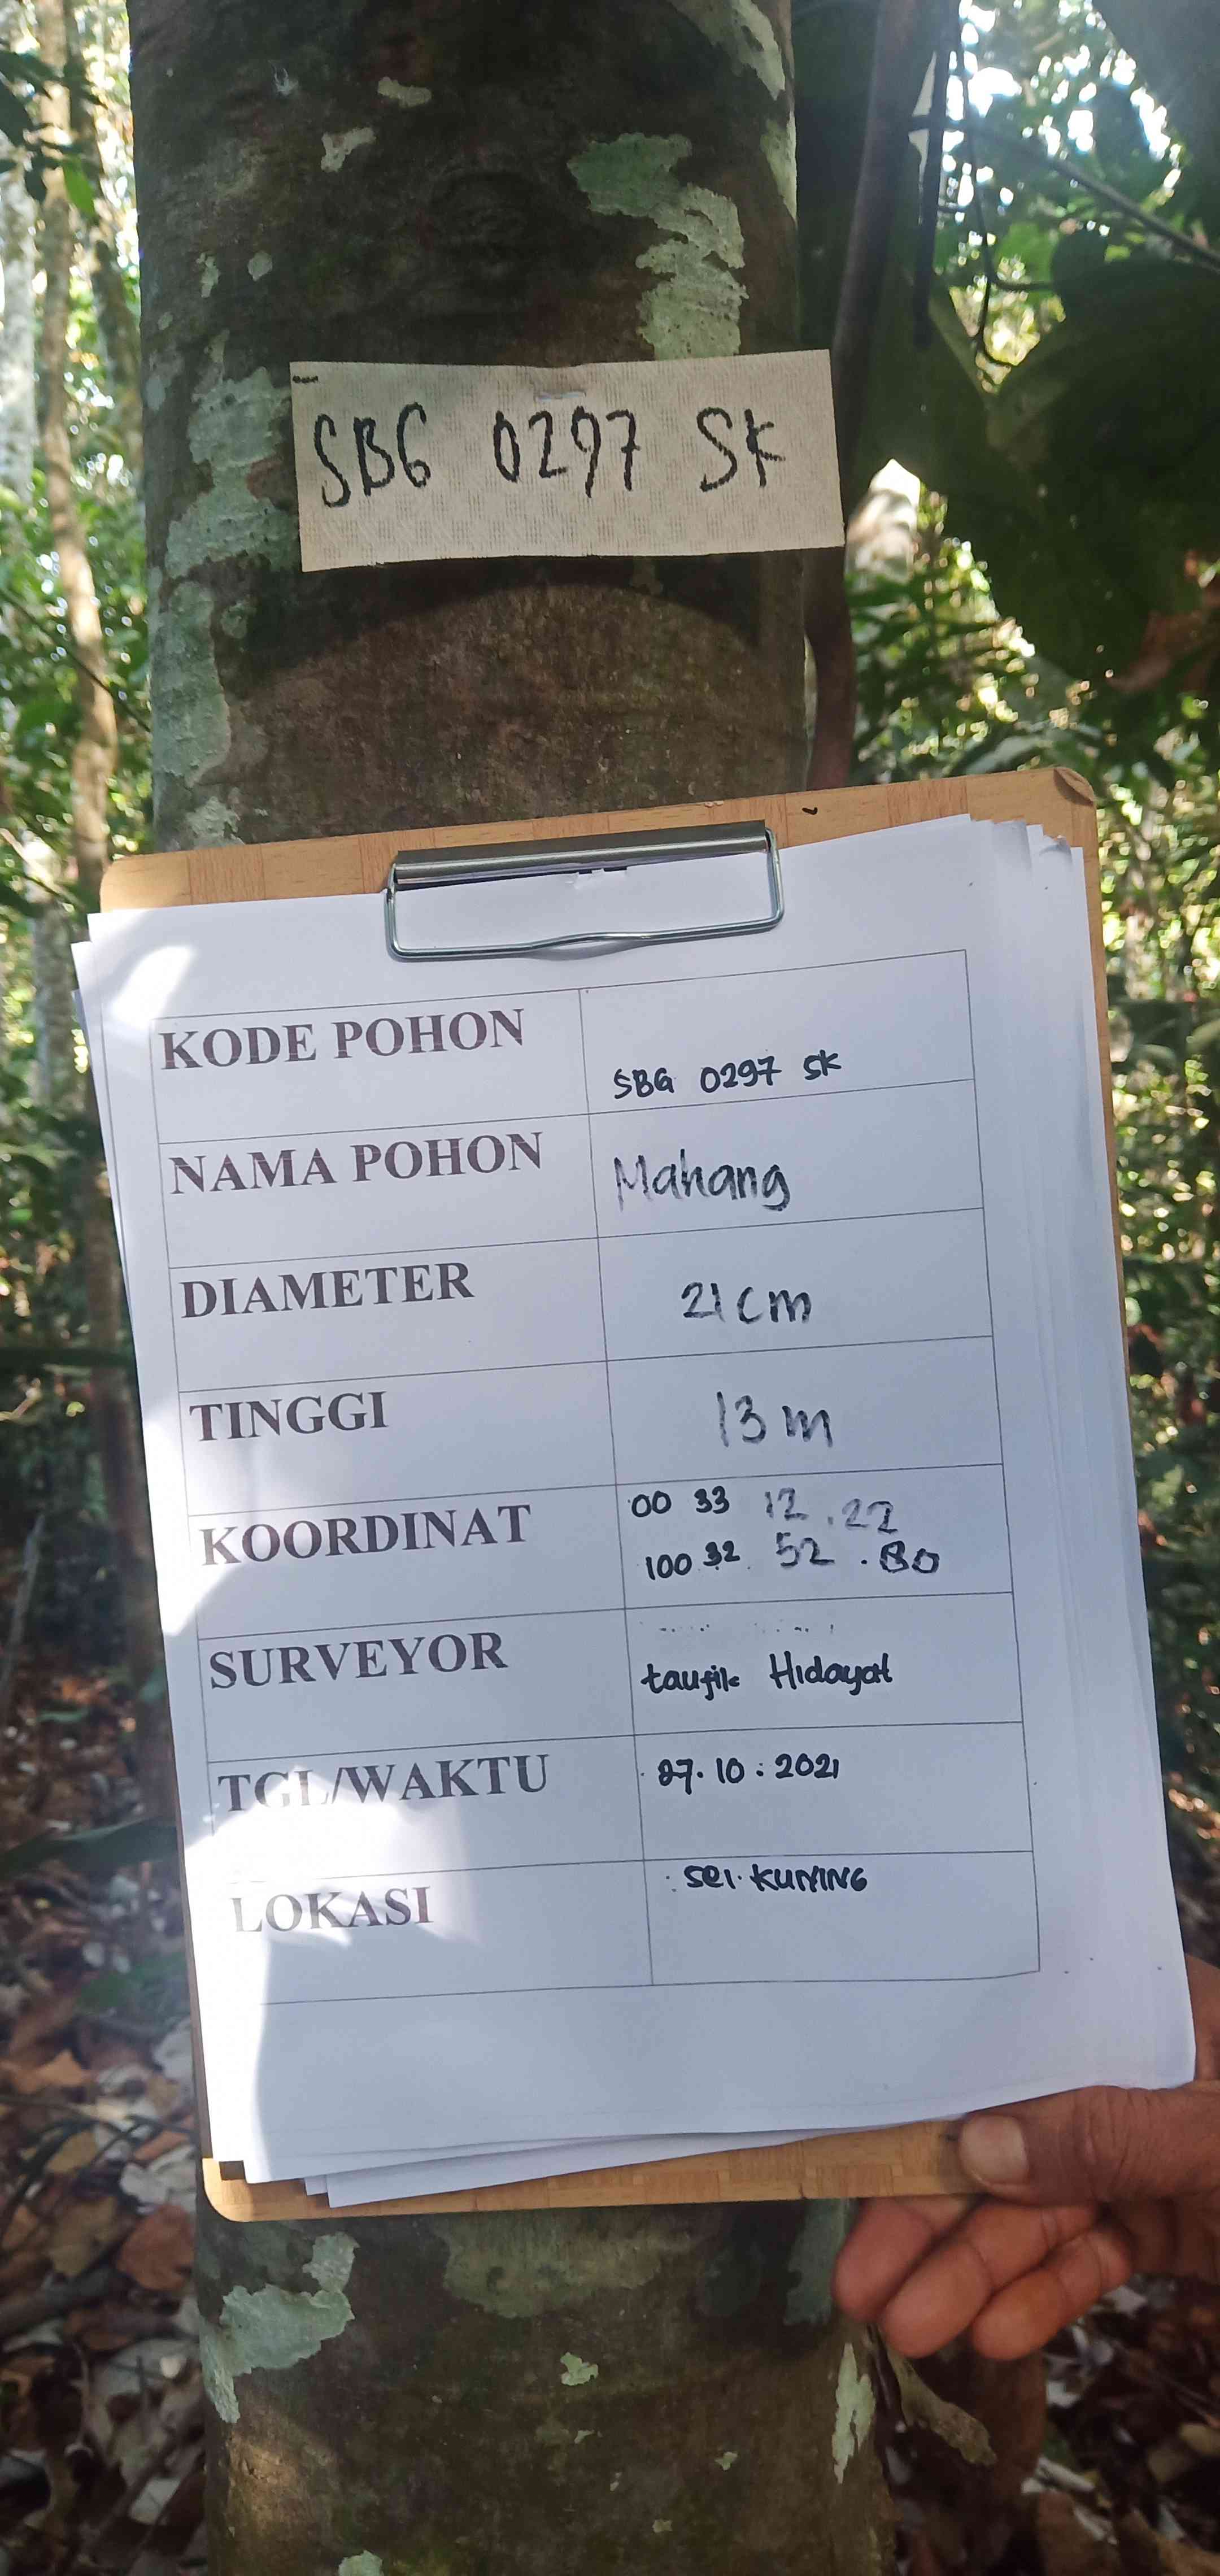 SBG 0297 SK
KODE POHON
SBG 0297 SK
NAMA POHON
Mahang
DIAMETER
21 cm
TINGGI
13 m
KOORDINAT
00 33 12.22
100 32 52.80
SURVEYOR
taufik Hidayat
TGL/WAKTU
27.10:2021
LOKASI
: sei.KUNING